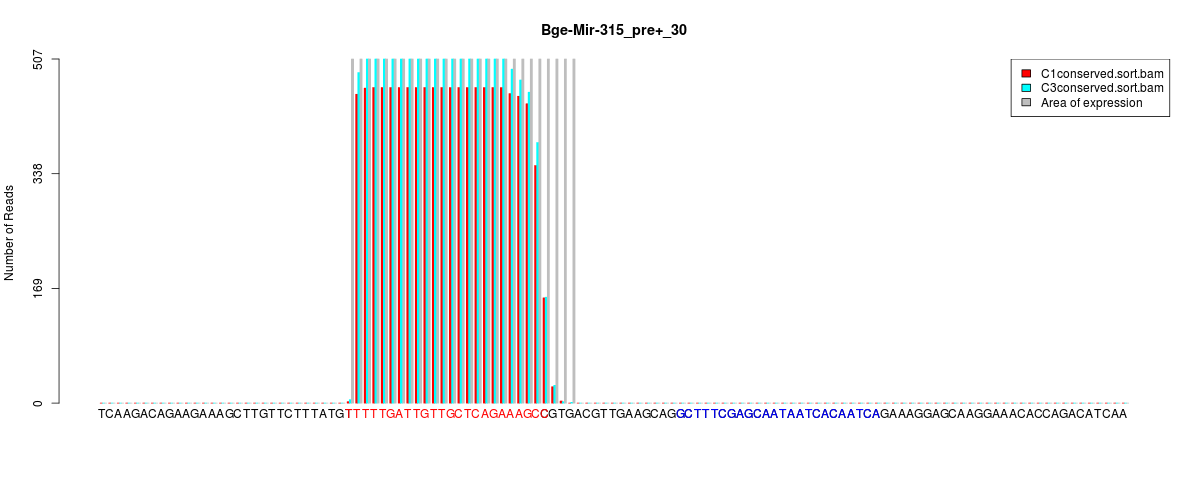 Bge-Mir-315_pre+_30
C1conserved.sort.bam
C3conserved.sort.bam
Area of expression
Number of Reads
507
338
169
0
TCAAGACAGAAGAAAGCTTGTTCTTTATGTTTTTGATTGTTGCTCAGAAAGCCGTGACGTTGAAGCAGGCTTTCGAGCAATAATCACAATCAGAAAGGAGCAAGGAAACACCAGACATCAA